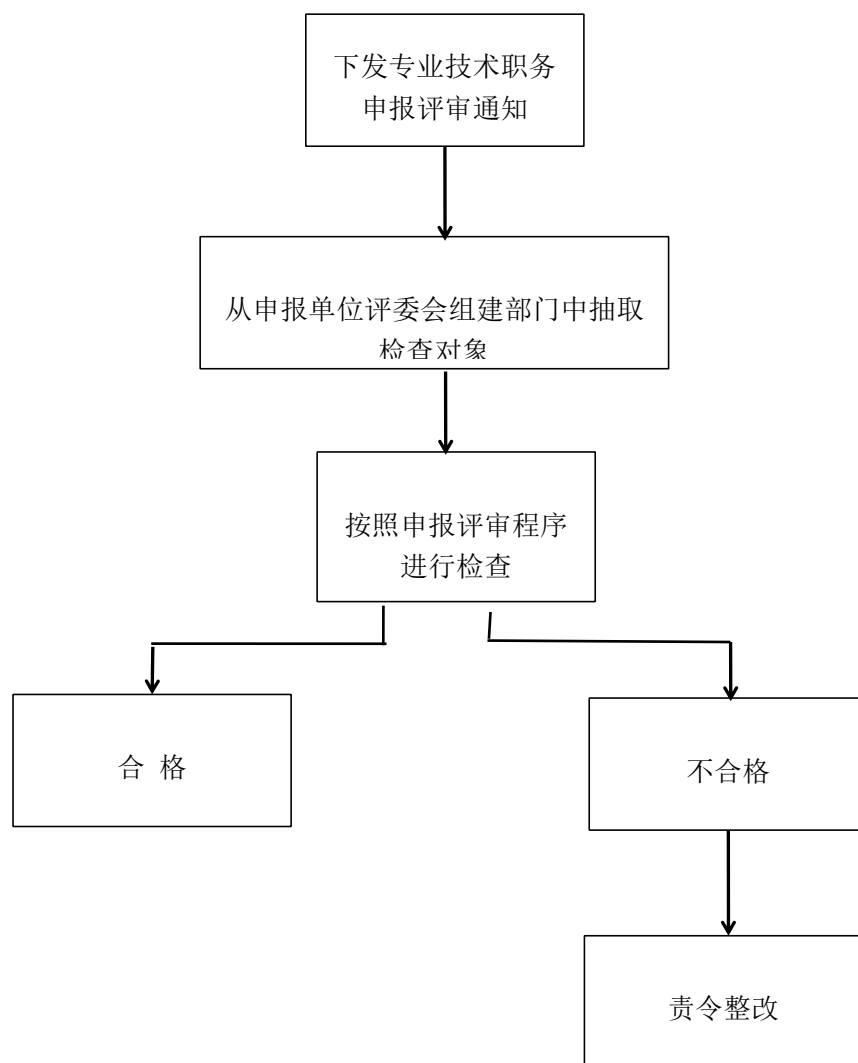 下发专业技术职务
申报评审通知
从申报单位评委会组建部门中抽取
检查对象
按照申报评审程序
进行检查
合 格
不合格
责令整改